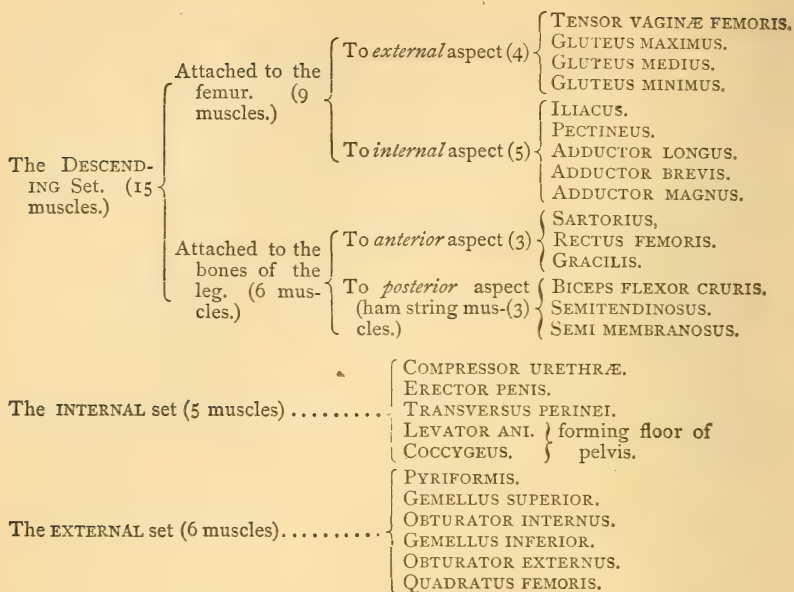 The DESCEND-
ING Set. (15
muscles.)
Attached to the
femur. (9
muscles.)
To external aspect (4)
TENSOR VAGINÆ FEMORIS.
GLUTEUS MAXIMUS.
GLUTEUS MEDIUS.
GLUTEUS MINIMUS.
To internal aspect (5)
ILIACUS.
PECTINEUS.
ADDUCTOR LONGUS.
ADDUCTOR BREVIS.
ADDUCTOR MAGNUS.
Attached to the
bones of the
leg. (6 mus-
cles.)
To anterior aspect (3)
SARTORIUS,
RECTUS FEMORIS.
GRACILIS.
To posterior aspect
(ham string mus-(3)
cles.)
BICEPS FLEXOR CRURIS.
SEMITENDINOSUS.
SEMI MEMBRANOSUS.
The INTERNAL set (5 muscles) .........
COMPRESSOR URETHRÆ.
ERECTOR PENIS.
TRANSVERSUS PERINEI.
LEVATOR ANI.
COCCYGEUS.
forming floor of
pelvis.
The EXTERNAL set (6 muscles)..........
PYRIFORMIS.
GEMELLUS SUPERIOR.
OBTURATOR INTERNUS.
GEMELLUS INFERIOR.
OBTURATOR EXTERNUS.
QUADRATUS FEMORIS.